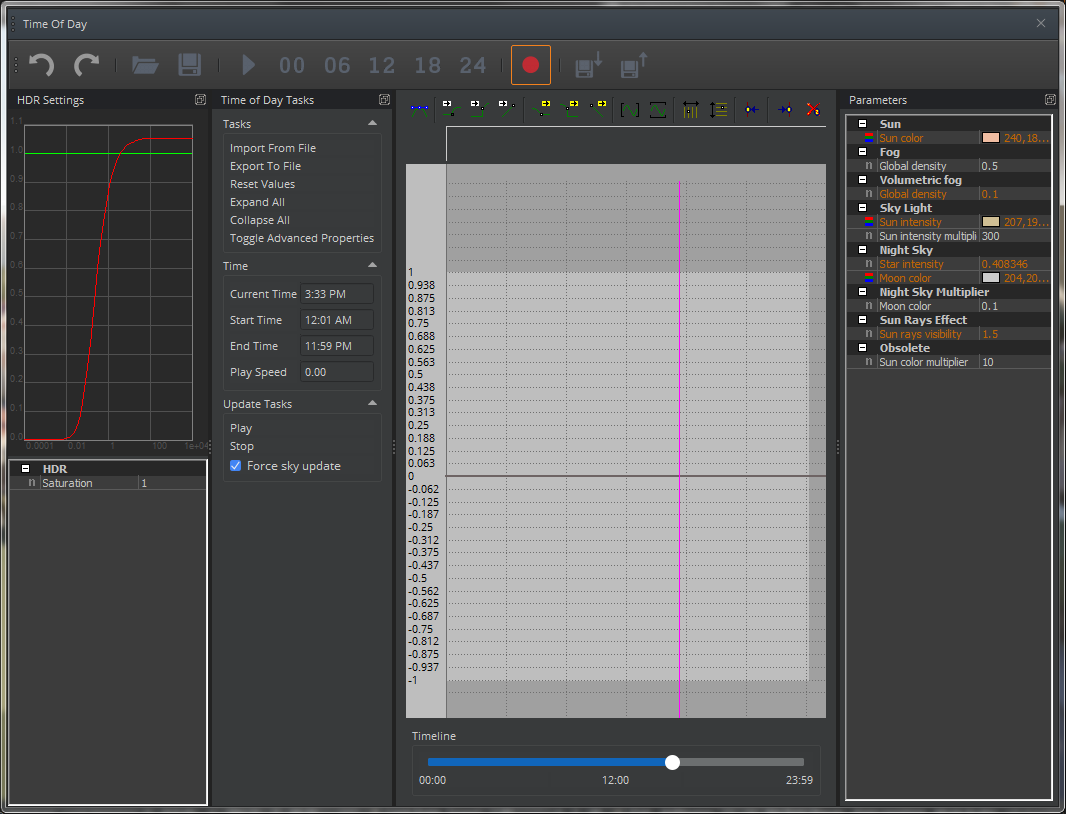 Time Of Day
00 06 12 18 24
HDR Settings
1.1
1.0
0.9
0.8
0.7
0.6
0.5
0.4
0.3
0.2
0.1
0.0
0.0001 0.01 1 100 1e+04
HDR
n Saturation 1
Time of Day Tasks
Tasks
Import From File
Export To File
Reset Values
Expand All
Collapse All
Toggle Advanced Properties
Time
Current Time 3:33 PM
Start Time 12:01 AM
End Time 11:59 PM
Play Speed 0.00
Update Tasks
Play
Stop
Force sky update
1
0.938
0.875
0.813
0.75
0.688
0.625
0.563
0.5
0.438
0.375
0.313
0.25
0.188
0.125
0.063
0
-0.062
-0.125
-0.187
-0.25
-0.312
-0.375
-0.437
-0.5
-0.562
-0.625
-0.687
-0.75
-0.812
-0.875
-0.937
-1
Timeline
00:00 12:00 23:59
Parameters
Sun
Sun color 240,18...
Fog
n Global density 0.5
Volumetric fog
n Global density 0.1
Sky Light
Sun intensity 207,19...
n Sun intensity multipli 300
Night Sky
n Star intensity 0.408346
Moon color 204,20...
Night Sky Multiplier
n Moon color 0.1
Sun Rays Effect
n Sun rays visibility 1.5
Obsolete
n Sun color multiplier 10